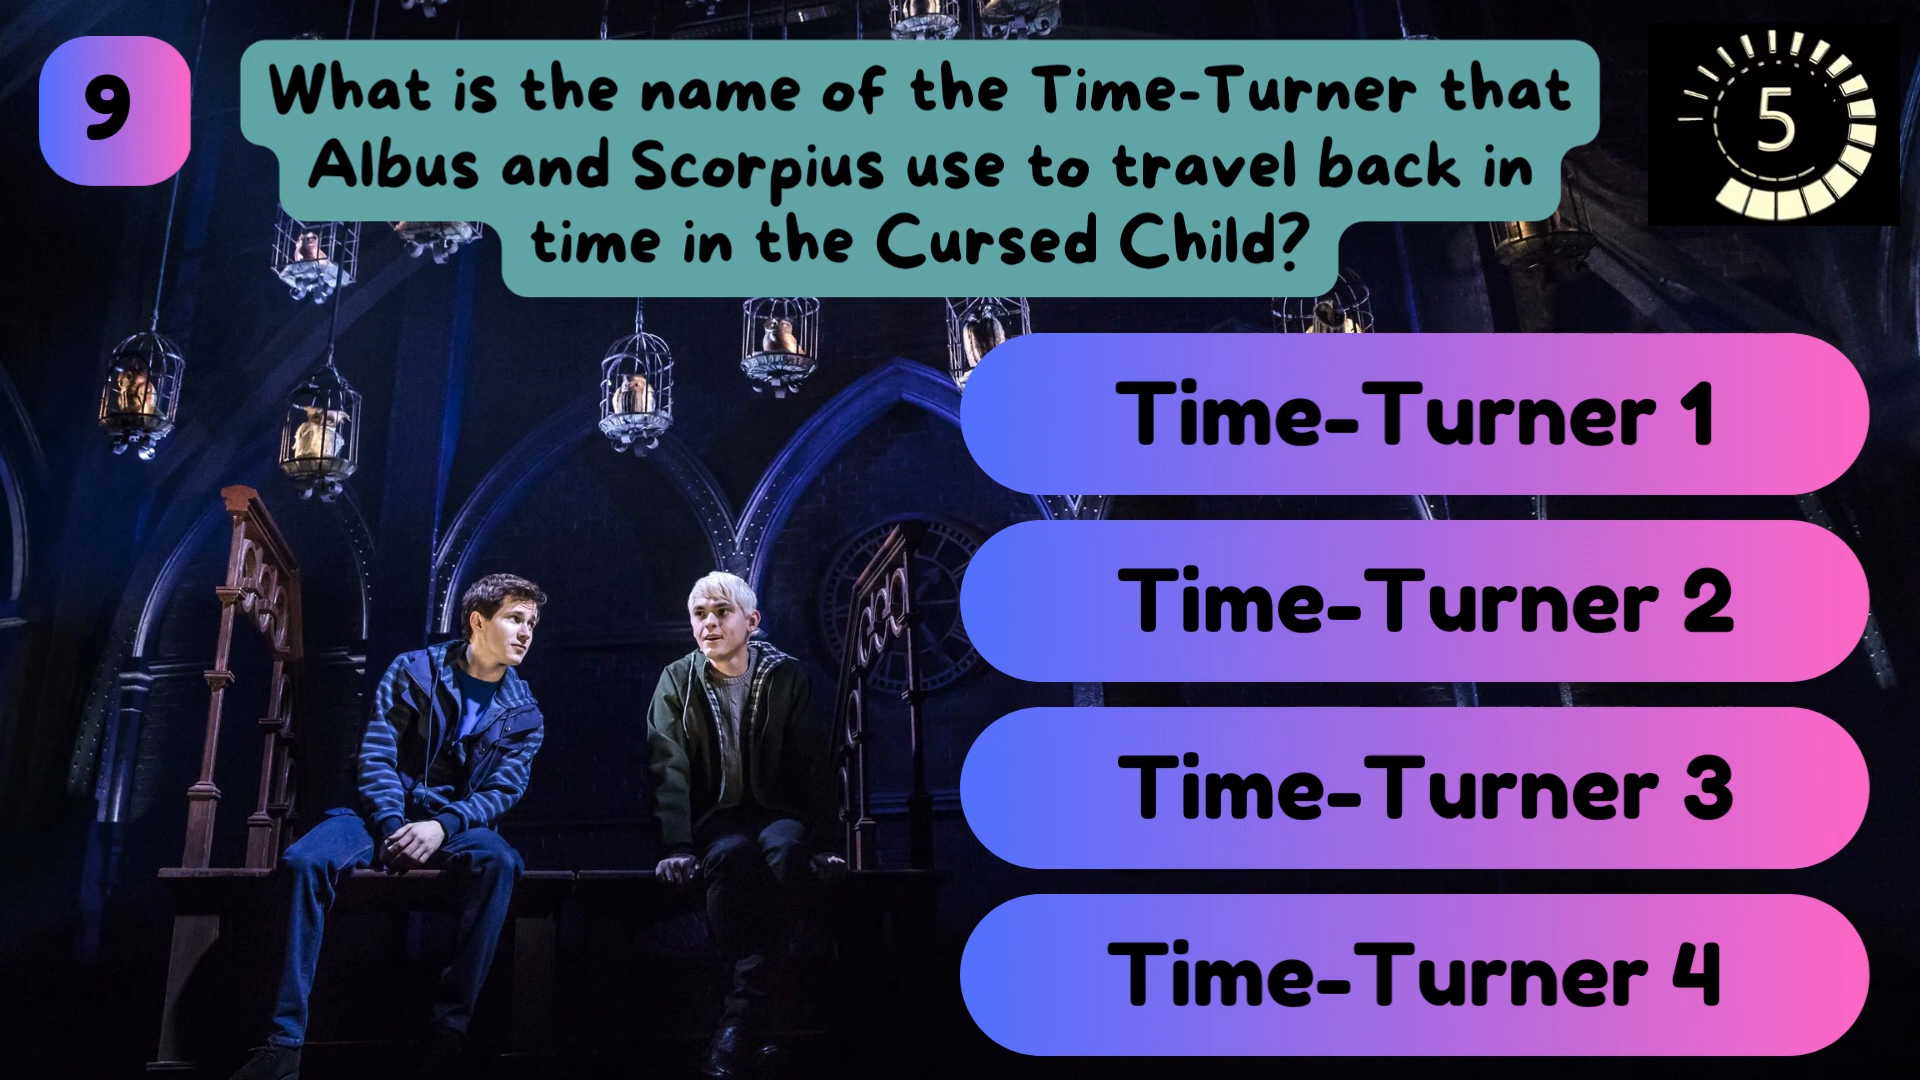 9
What is the name of the Time-Turner that
Albus and Scorpius use to travel back in
time in the Cursed Child?
5
Time-Turner 1
Time-Turner 2
Time-Turner 3
Time-Turner 4